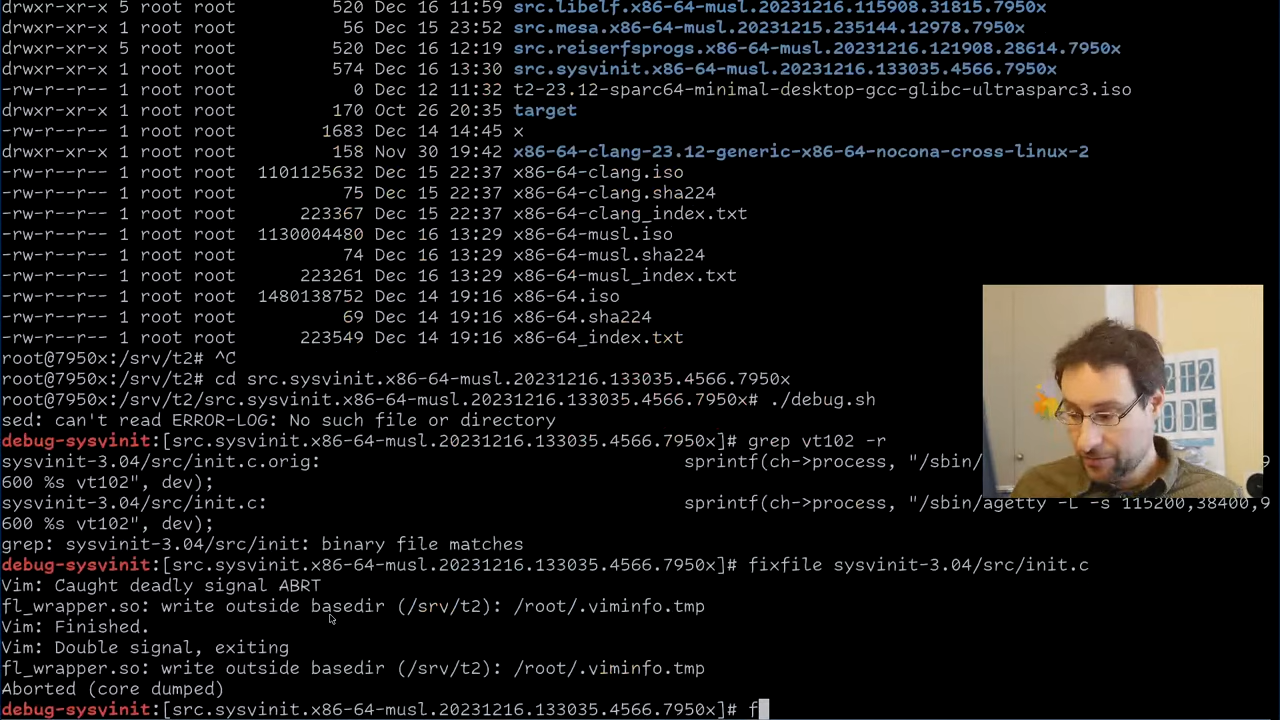 drwxr-xr-x 5 root root         520 Dec 16 11:59 src.libelf.x86-64-musl.20231216.115908.31815.7950x
drwxr-xr-x 1 root root          56 Dec 15 23:52 src.mesa.x86-64-musl.20231215.235144.12978.7950x
drwxr-xr-x 5 root root         520 Dec 16 12:19 src.reiserfsprogs.x86-64-musl.20231216.121908.28614.7950x
drwxr-xr-x 1 root root         574 Dec 16 13:30 src.sysvinit.x86-64-musl.20231216.133035.4566.7950x
-rw-r--r-- 1 root root           0 Dec 12 11:32 t2-23.12-sparc64-minimal-desktop-gcc-glibc-ultrasparc3.iso
drwxr-xr-x 1 root root         170 Oct 26 20:35 target
-rw-r--r-- 1 root root        1683 Dec 14 14:45 x
drwxr-xr-x 1 root root         158 Nov 30 19:42 x86-64-clang-23.12-generic-x86-64-nocona-cross-linux-2
-rw-r--r-- 1 root root  1101125632 Dec 15 22:37 x86-64-clang.iso
-rw-r--r-- 1 root root          75 Dec 15 22:37 x86-64-clang.sha224
-rw-r--r-- 1 root root      223367 Dec 15 22:37 x86-64-clang_index.txt
-rw-r--r-- 1 root root  1130004480 Dec 16 13:29 x86-64-musl.iso
-rw-r--r-- 1 root root          74 Dec 16 13:29 x86-64-musl.sha224
-rw-r--r-- 1 root root      223261 Dec 16 13:29 x86-64-musl_index.txt
-rw-r--r-- 1 root root  1480138752 Dec 14 19:16 x86-64.iso
-rw-r--r-- 1 root root          69 Dec 14 19:16 x86-64.sha224
-rw-r--r-- 1 root root      223549 Dec 14 19:16 x86-64_index.txt
root@7950x:/srv/t2# ^C
root@7950x:/srv/t2# cd src.sysvinit.x86-64-musl.20231216.133035.4566.7950x
root@7950x:/srv/t2/src.sysvinit.x86-64-musl.20231216.133035.4566.7950x# ./debug.sh
sed: can't read ERROR-LOG: No such file or directory
debug-sysvinit:[src.sysvinit.x86-64-musl.20231216.133035.4566.7950x]# grep vt102 -r
sysvinit-3.04/src/init.c.orig:                                  sprintf(ch->process, "/sbin/
600 %s vt102", dev);
sysvinit-3.04/src/init.c:                                       sprintf(ch->process, "/sbin/agetty -L -s 115200,38400,9
600 %s vt102", dev);
grep: sysvinit-3.04/src/init: binary file matches
debug-sysvinit:[src.sysvinit.x86-64-musl.20231216.133035.4566.7950x]# fixfile sysvinit-3.04/src/init.c
Vim: Caught deadly signal ABRT
fl_wrapper.so: write outside basedir (/srv/t2): /root/.viminfo.tmp
Vim: Finished.
Vim: Double signal, exiting
fl_wrapper.so: write outside basedir (/srv/t2): /root/.viminfo.tmp
Aborted (core dumped)
debug-sysvinit:[src.sysvinit.x86-64-musl.20231216.133035.4566.7950x]# f